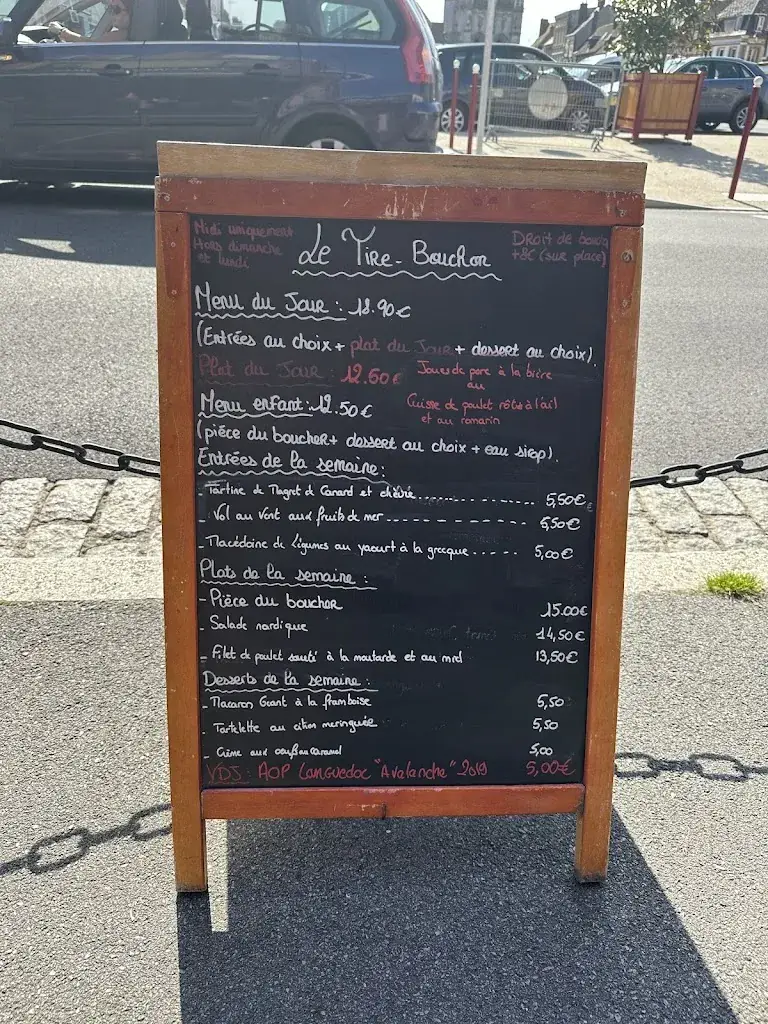 Midi uniquement
Hors dimanche
et lundi
Le Tire-Bouchon
Droit de bouch
+8€ (sur place)
Menu du Jour : 18.90€
(Entrées au choix + plat du Jour + dessert au choix).
Plat du Jour : 12.60€
Joues de porc à la bière
ou
Cuisse de poulet rôtie à l'ail
et au romarin
Menu enfant : 12.50€
(pièce du boucher + dessert au choix + eau sirop).
Entrées de la semaine :
- Tartine de Magret de Canard et chèvre............... 5,50€
- Vol au Vent aux fruits de mer--------------- 6,50€
- Macédoine de Légumes au yaourt à la grecque..... 5,00€
Plats de la semaine :
- Pièce du boucher 15.00€
- Salade nordique 14,50€
- Filet de poulet sauté à la moutarde et au miel 13,50€
Desserts de la semaine :
- Macaron Géant à la framboise 5,50
- Tartelette au citron meringuée 5,50
- Crème aux oeufs au caramel 5,00
VDJ : AOP Languedoc "Avalanche" 2019 5,00€